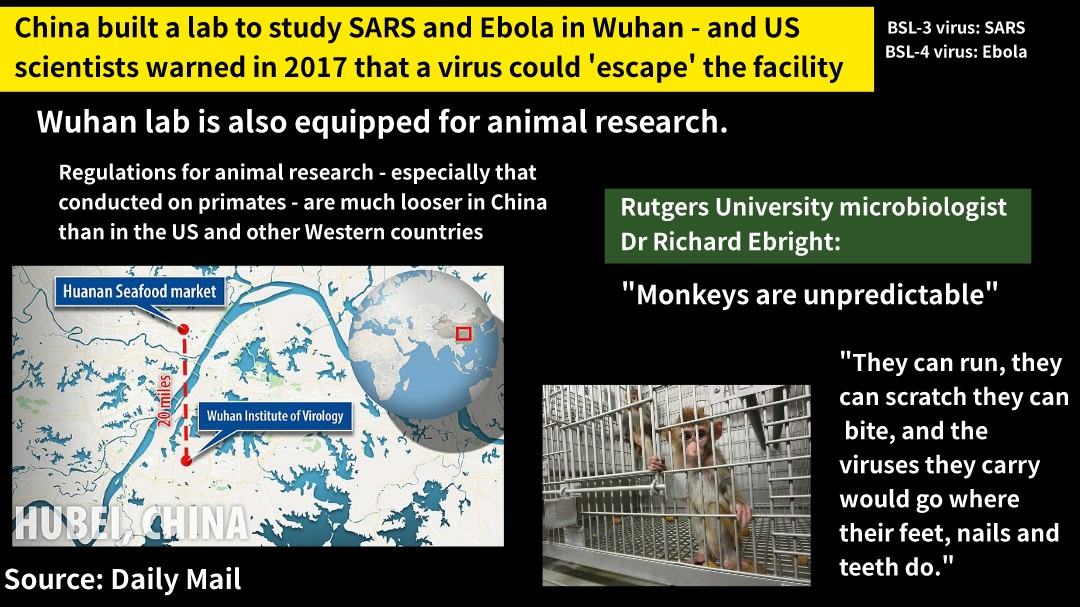 China built a lab to study SARS and Ebola in Wuhan - and US
scientists warned in 2017 that a virus could 'escape' the facility
BSL-3 virus: SARS
BSL-4 virus: Ebola
Wuhan lab is also equipped for animal research.
Regulations for animal research - especially that
conducted on primates - are much looser in China
than in the US and other Western countries
Huanan Seafood market
20 miles
Wuhan Institute of Virology
HUBEI, CHINA
Source: Daily Mail
Rutgers University microbiologist
Dr Richard Ebright:
"Monkeys are unpredictable"
"They can run, they
can scratch they can
bite, and the
viruses they carry
would go where
their feet, nails and
teeth do."